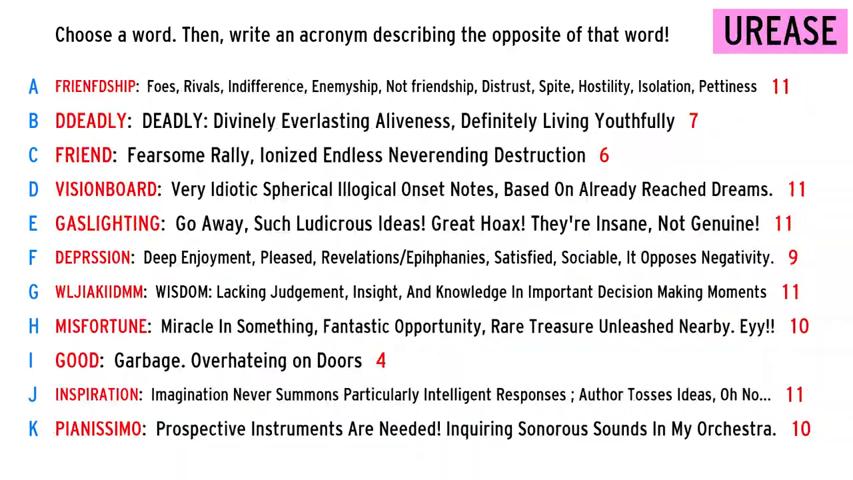 Choose a word. Then, write an acronym describing the opposite of that word! UREASE
A FRIENFDSHIP: Foes, Rivals, Indifference, Enemyship, Not friendship, Distrust, Spite, Hostility, Isolation, Pettiness 11
B DDEADLY: DEADLY: Divinely Everlasting Aliveness, Definitely Living Youthfully 7
C FRIEND: Fearsome Rally, Ionized Endless Neverending Destruction 6
D VISIONBOARD: Very Idiotic Spherical Illogical Onset Notes, Based On Already Reached Dreams. 11
E GASLIGHTING: Go Away, Such Ludicrous Ideas! Great Hoax! They're Insane, Not Genuine! 11
F DEPRSSION: Deep Enjoyment, Pleased, Revelations/Epihphanies, Satisfied, Sociable, It Opposes Negativity. 9
G WLJIAKIIDMM: WISDOM: Lacking Judgement, Insight, And Knowledge In Important Decision Making Moments 11
H MISFORTUNE: Miracle In Something, Fantastic Opportunity, Rare Treasure Unleashed Nearby. Eyy!! 10
I GOOD: Garbage. Overhateing on Doors 4
J INSPIRATION: Imagination Never Summons Particularly Intelligent Responses ; Author Tosses Ideas, Oh No... 11
K PIANISSIMO: Prospective Instruments Are Needed! Inquiring Sonorous Sounds In My Orchestra. 10